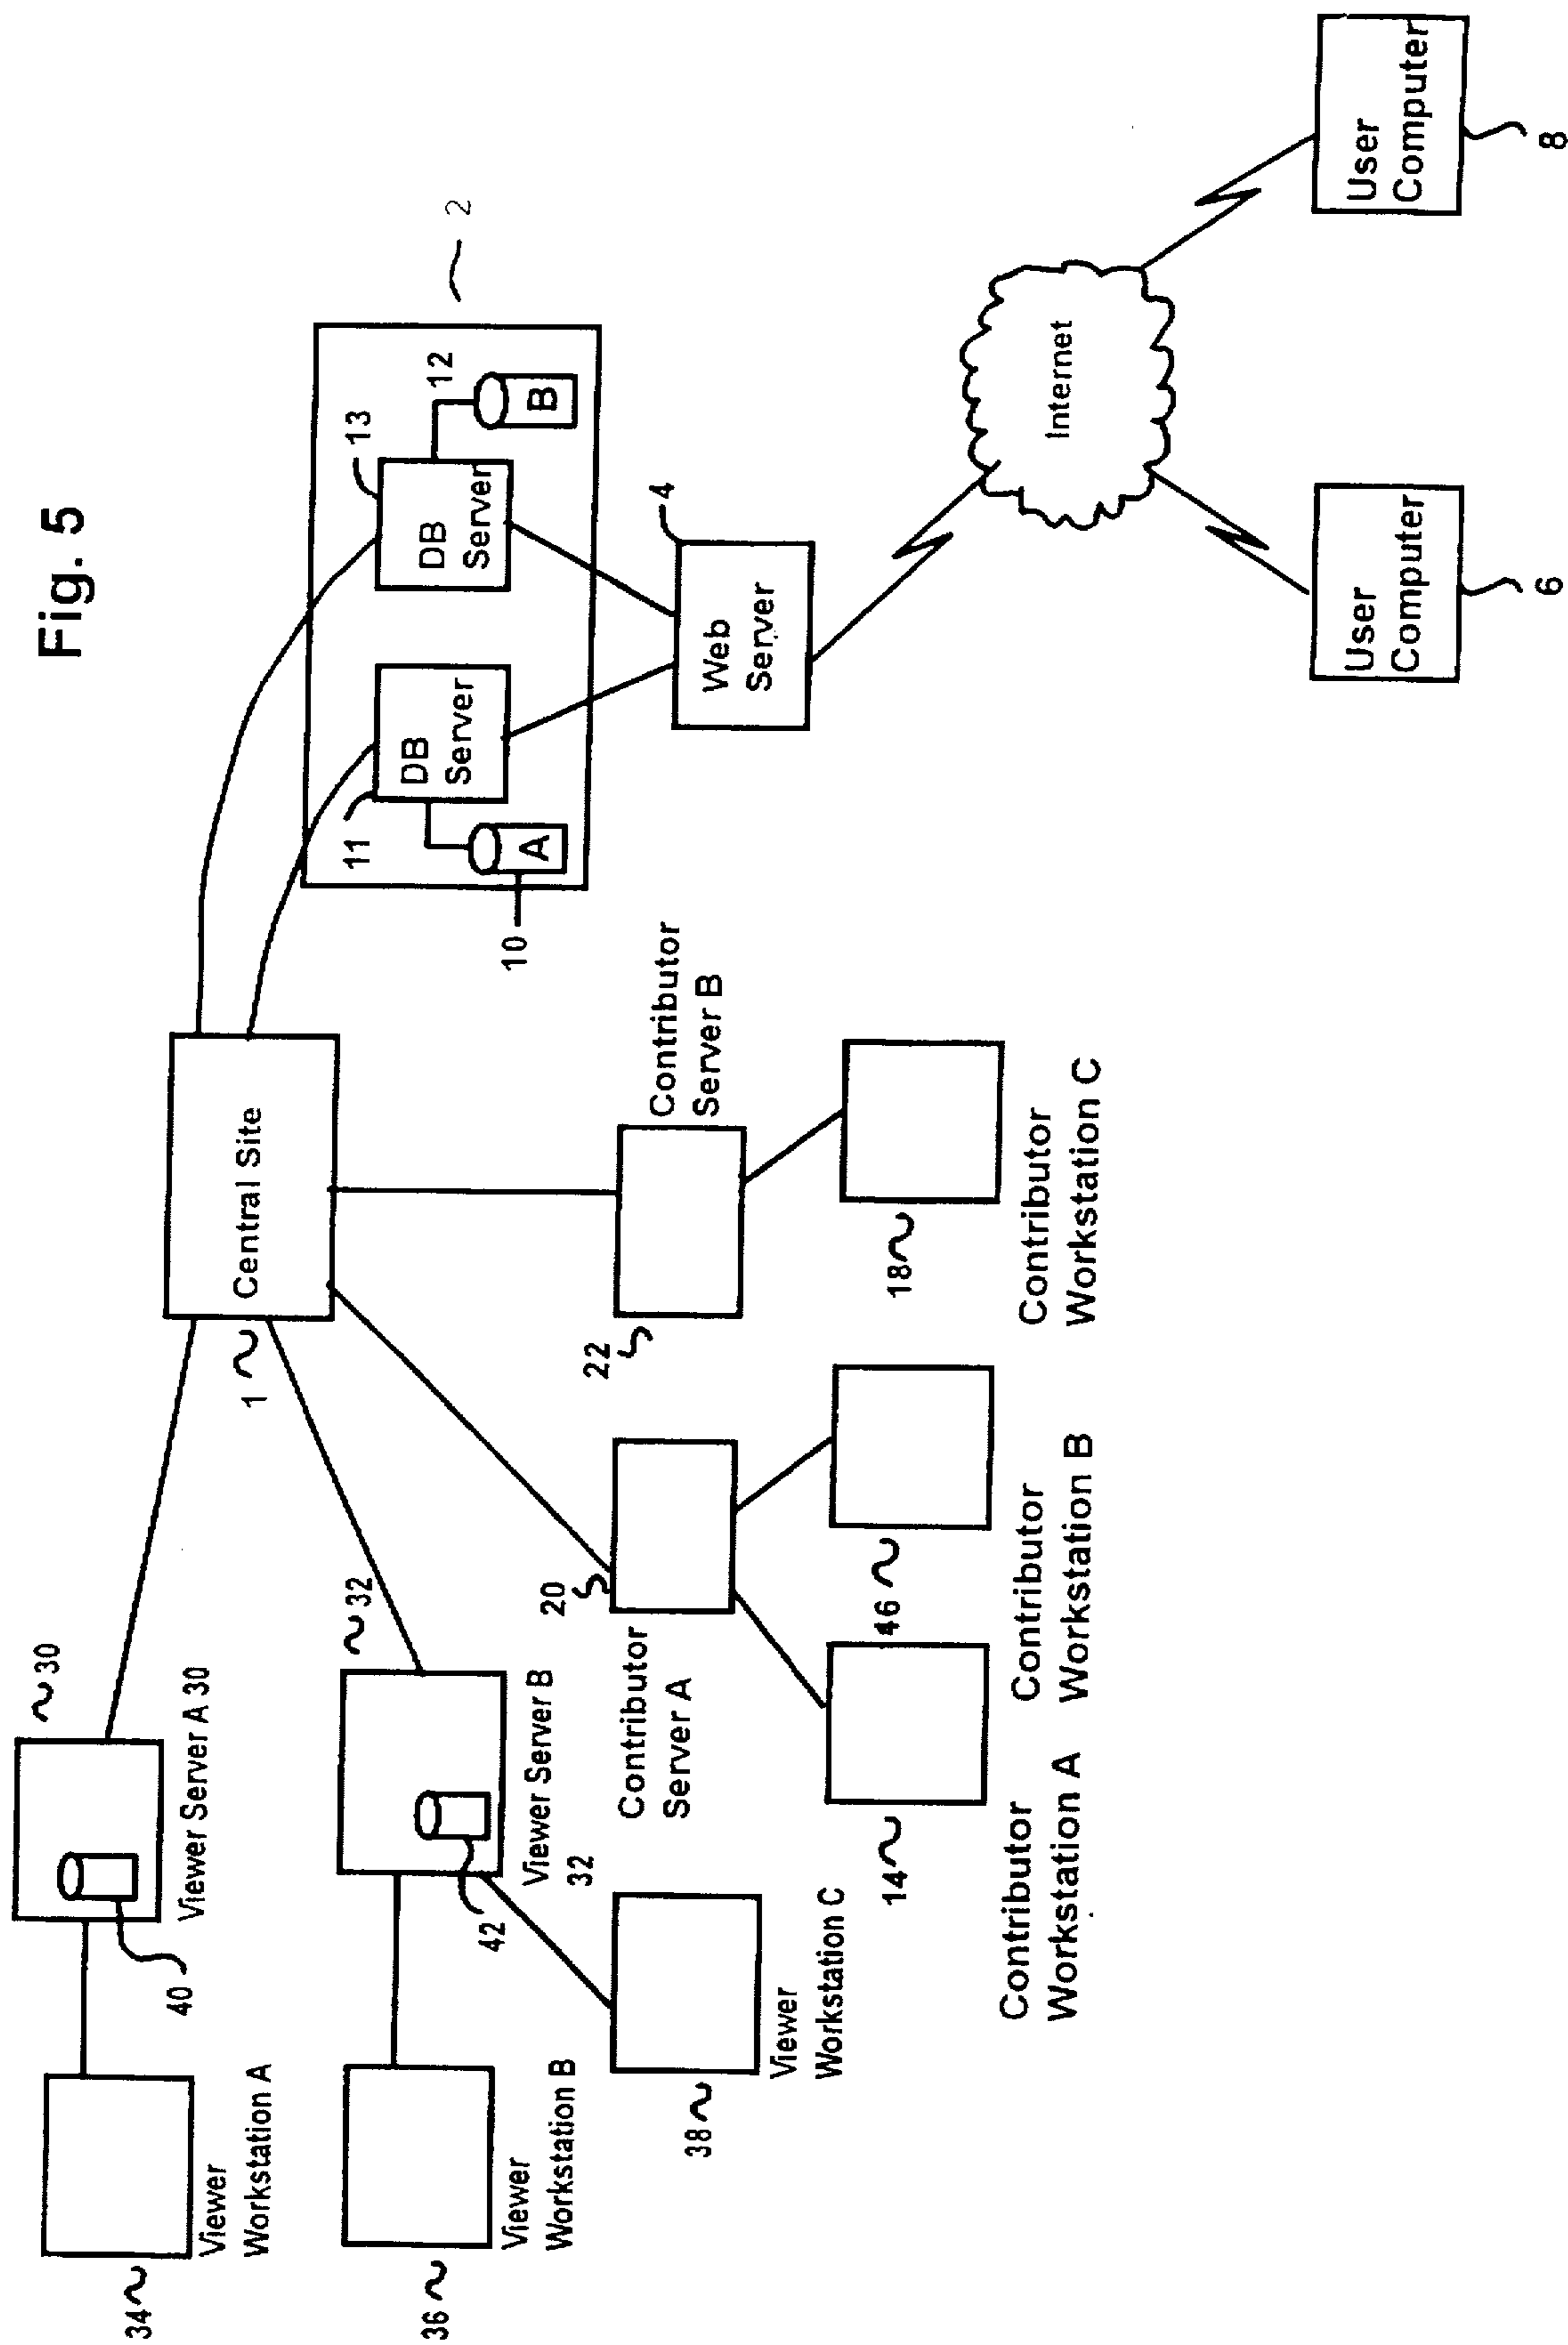 Fig. 5
34
Viewer
Workstation A
40
30
Viewer Server A 30
36
Viewer
Workstation B
42
32
Viewer Server B
32
38
Viewer
Workstation C
1
Central Site
20
Contributor
Server A
22
Contributor
Server B
14
Contributor
Workstation A
46
Contributor
Workstation B
18
Contributor
Workstation C
2
11
DB
Server
10
A
13
DB
Server
12
B
4
Web
Server
Internet
User
Computer
6
User
Computer
8